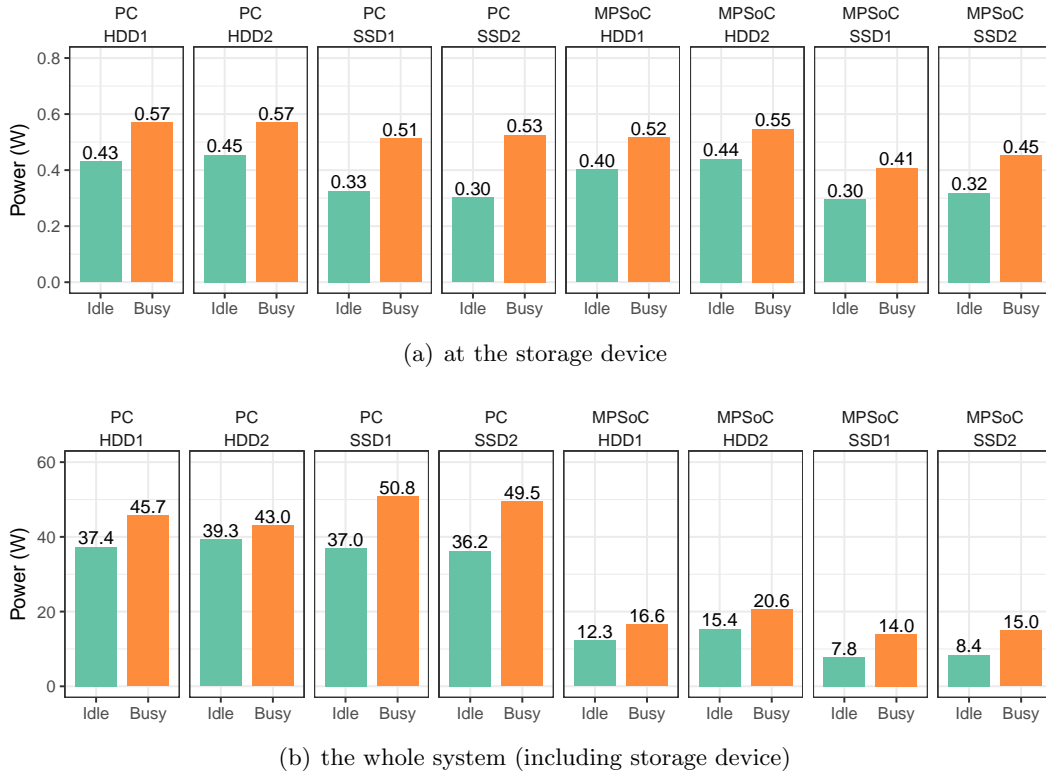 PC PC PC PC MPSoC MPSoC MPSoC MPSoC
HDD1 HDD2 SSD1 SSD2 HDD1 HDD2 SSD1 SSD2
Power (W)
0.8
0.6
0.4
0.2
0.0
0.43 0.57 0.45 0.57 0.33 0.51 0.30 0.53 0.40 0.52 0.44 0.55 0.30 0.41 0.32 0.45
Idle Busy Idle Busy Idle Busy Idle Busy Idle Busy Idle Busy Idle Busy Idle Busy
(a) at the storage device
PC PC PC PC MPSoC MPSoC MPSoC MPSoC
HDD1 HDD2 SSD1 SSD2 HDD1 HDD2 SSD1 SSD2
Power (W)
60
40
20
0
37.4 45.7 39.3 43.0 37.0 50.8 36.2 49.5 12.3 16.6 15.4 20.6 7.8 14.0 8.4 15.0
Idle Busy Idle Busy Idle Busy Idle Busy Idle Busy Idle Busy Idle Busy Idle Busy
(b) the whole system (including storage device)